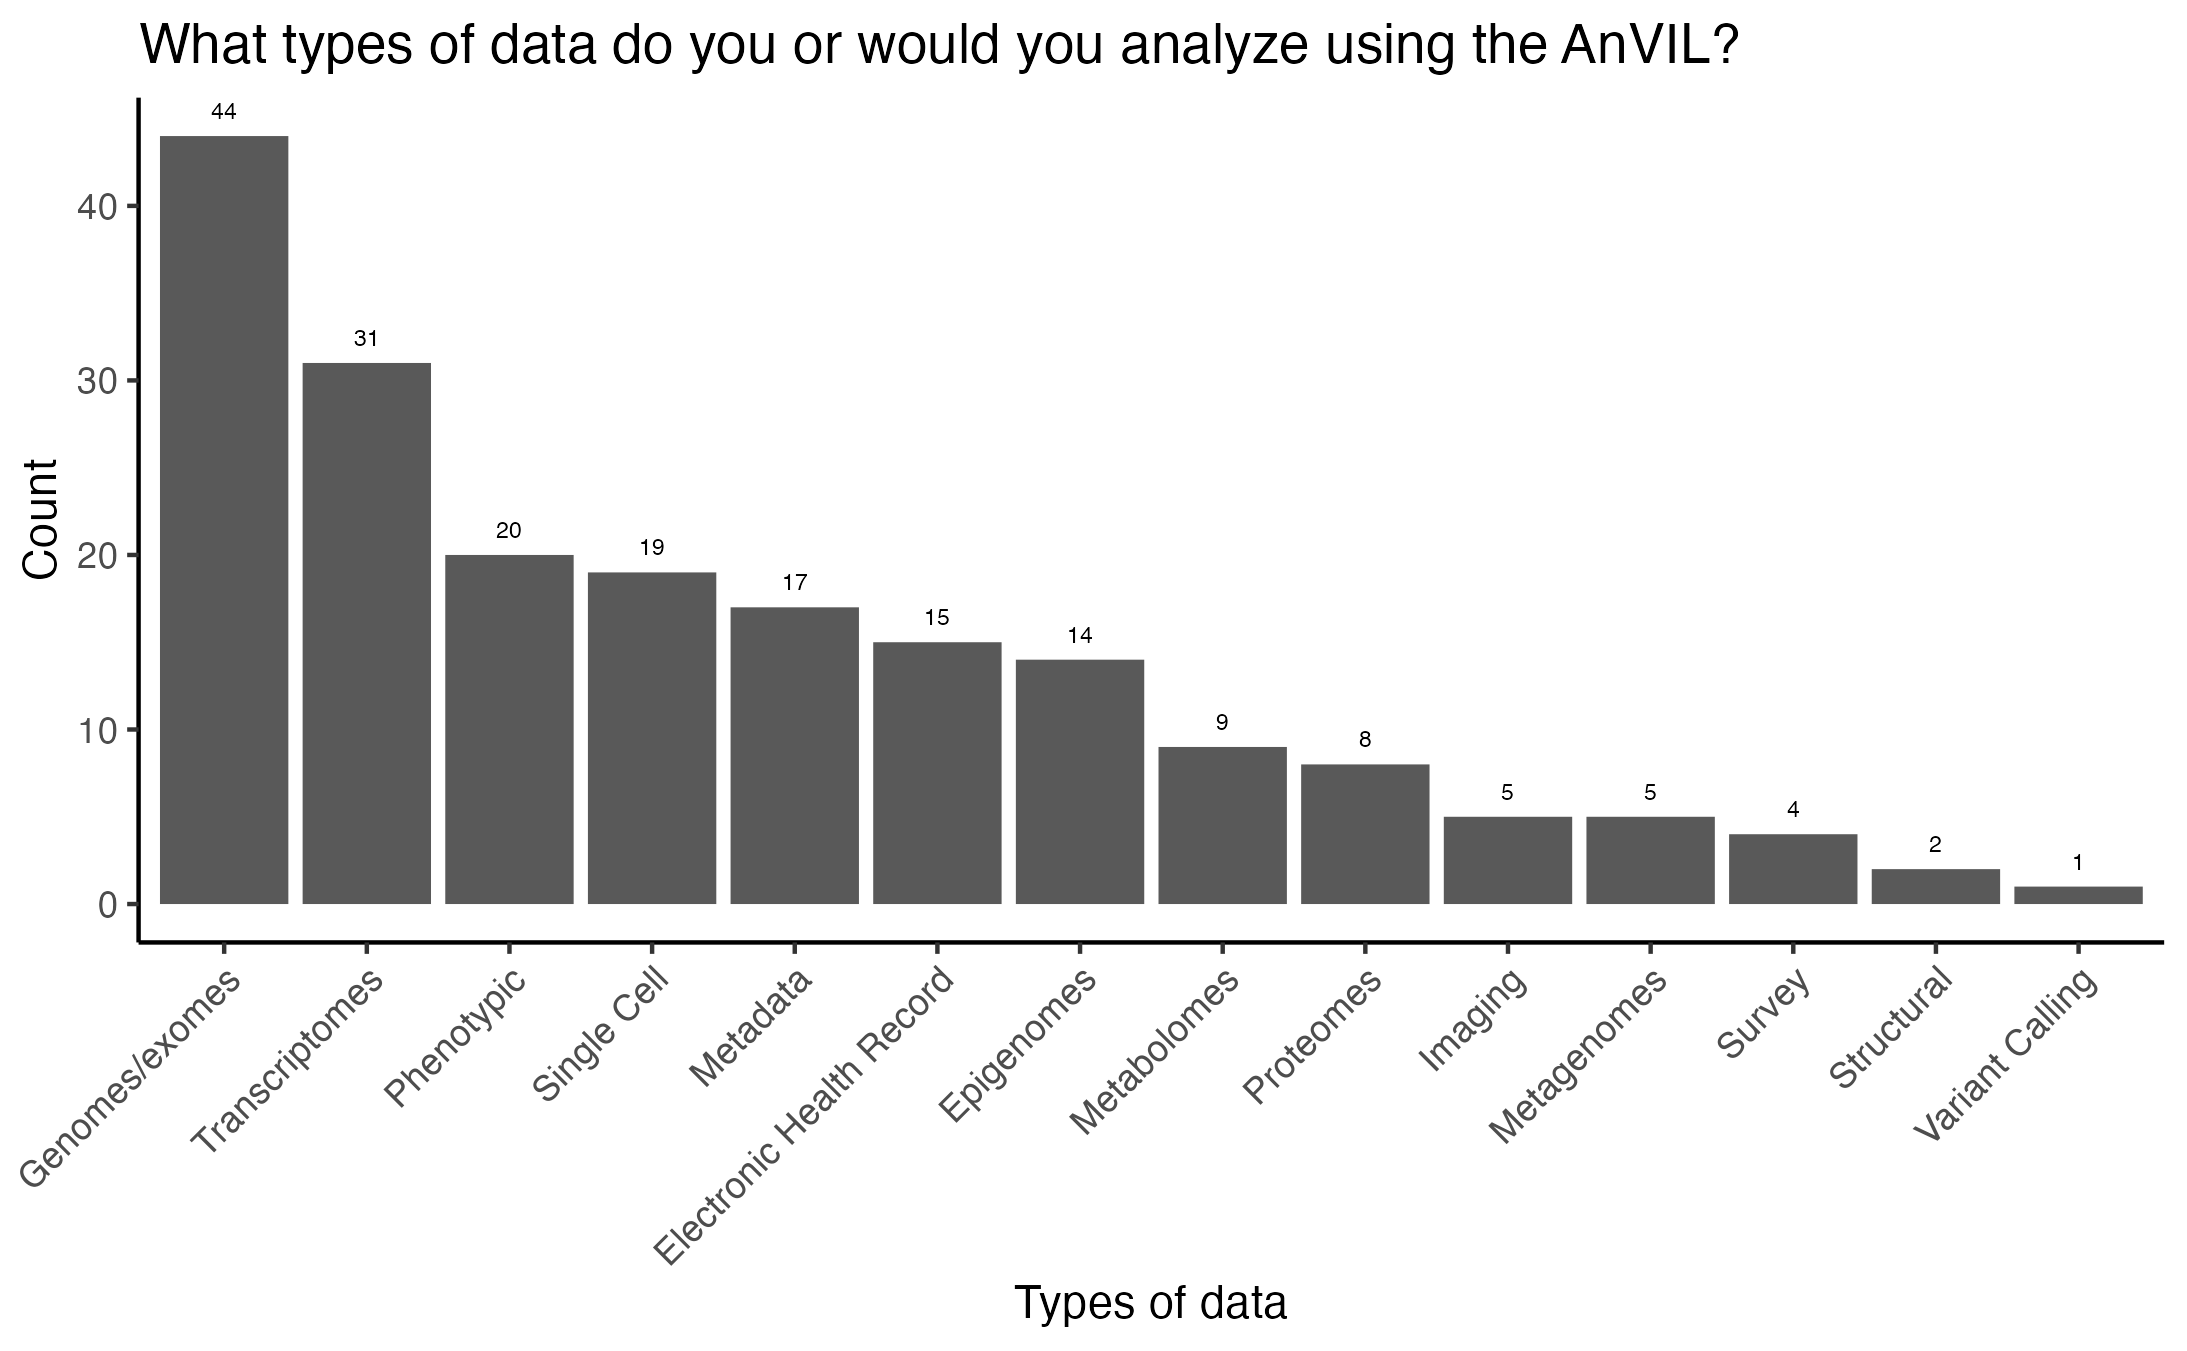 What types of data do you or would you analyze using the AnVIL?
Count
40
30
20
10
0
44
31
20
19
17
15
14
9
8
5
5
4
2
1
Genomes/exomes
Transcriptomes
Phenotypic
Single Cell
Metadata
Electronic Health Record
Epigenomes
Metabolomes
Proteomes
Imaging
Metagenomes
Survey
Structural
Variant Calling
Types of data